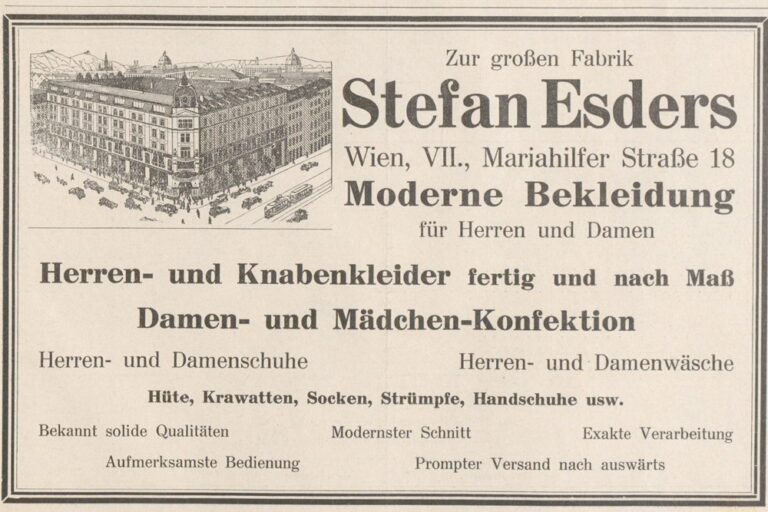 Zur großen Fabrik
Stefan Esders
Wien, VII., Mariahilfer Straße 18
Moderne Bekleidung
für Herren und Damen
Herren- und Knabenkleider fertig und nach Maß
Damen- und Mädchen-Konfektion
Herren- und Damenschuhe Herren- und Damenwäsche
Hüte, Krawatten, Socken, Strümpfe, Handschuhe usw.
Bekannt solide Qualitäten Modernster Schnitt Exakte Verarbeitung
Aufmerksamste Bedienung Prompter Versand nach auswärts